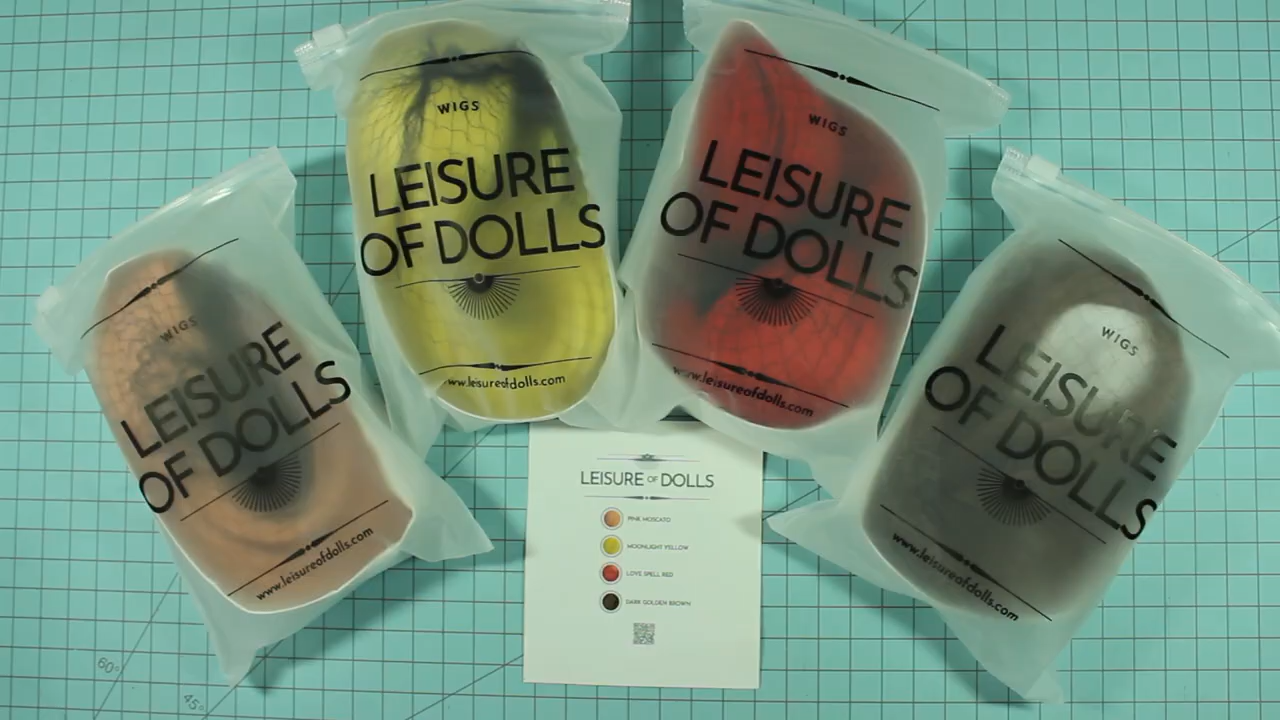 WIGS
LEISURE
OF DOLLS
www.leisureofdolls.com
WIGS
LEISURE
OF DOLLS
www.leisureofdolls.com
WIGS
LEISURE
OF DOLLS
www.leisureofdolls.com
WIGS
LEISURE
OF DOLLS
www.leisureofdolls.com
LEISURE OF DOLLS
PINK MOSCATO
MOONLIGHT YELLOW
LOVE SPELL RED
DARK GOLDEN BROWN
60°
45°